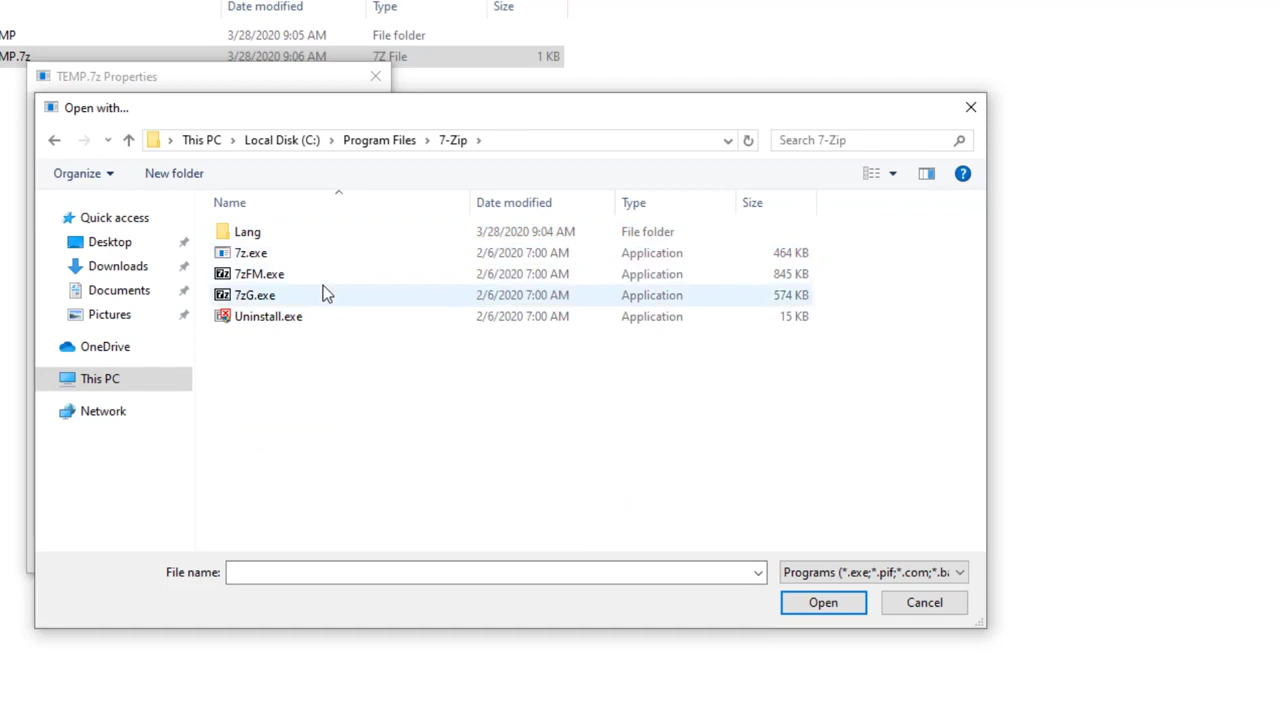 Date modified Type Size
MP 3/28/2020 9:05 AM File folder
MP.7z 3/28/2020 9:06 AM 7Z File 1 KB
TEMP.7z Properties
Open with...
This PC > Local Disk (C:) > Program Files > 7-Zip >
Search 7-Zip
Organize New folder
Name Date modified Type Size
Quick access
Desktop
Downloads
Documents
Pictures
OneDrive
This PC
Network
Lang 3/28/2020 9:04 AM File folder
7z.exe 2/6/2020 7:00 AM Application 464 KB
7zFM.exe 2/6/2020 7:00 AM Application 845 KB
7zG.exe 2/6/2020 7:00 AM Application 574 KB
Uninstall.exe 2/6/2020 7:00 AM Application 15 KB
File name: Programs (*.exe;*.pif;*.com;*.ba
Open Cancel